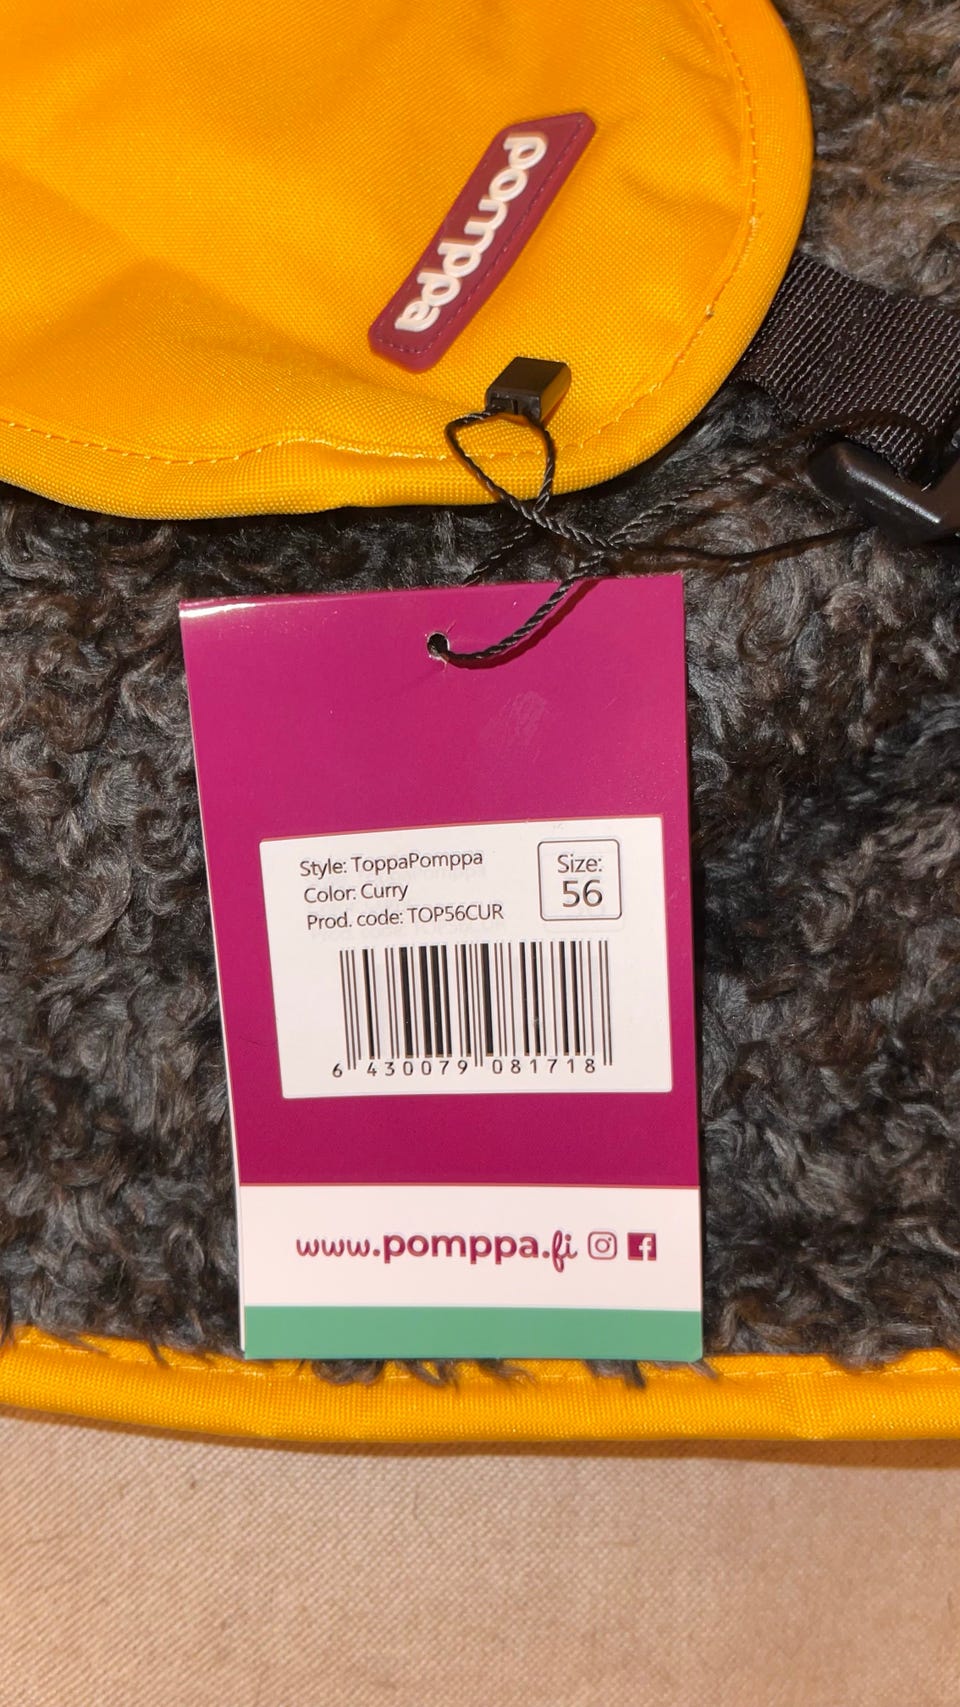 pomppa
Style: ToppaPomppa
Color: Curry
Prod. code: TOP56CUR
Size:
56
6 430079 081718
www.pomppa.fi